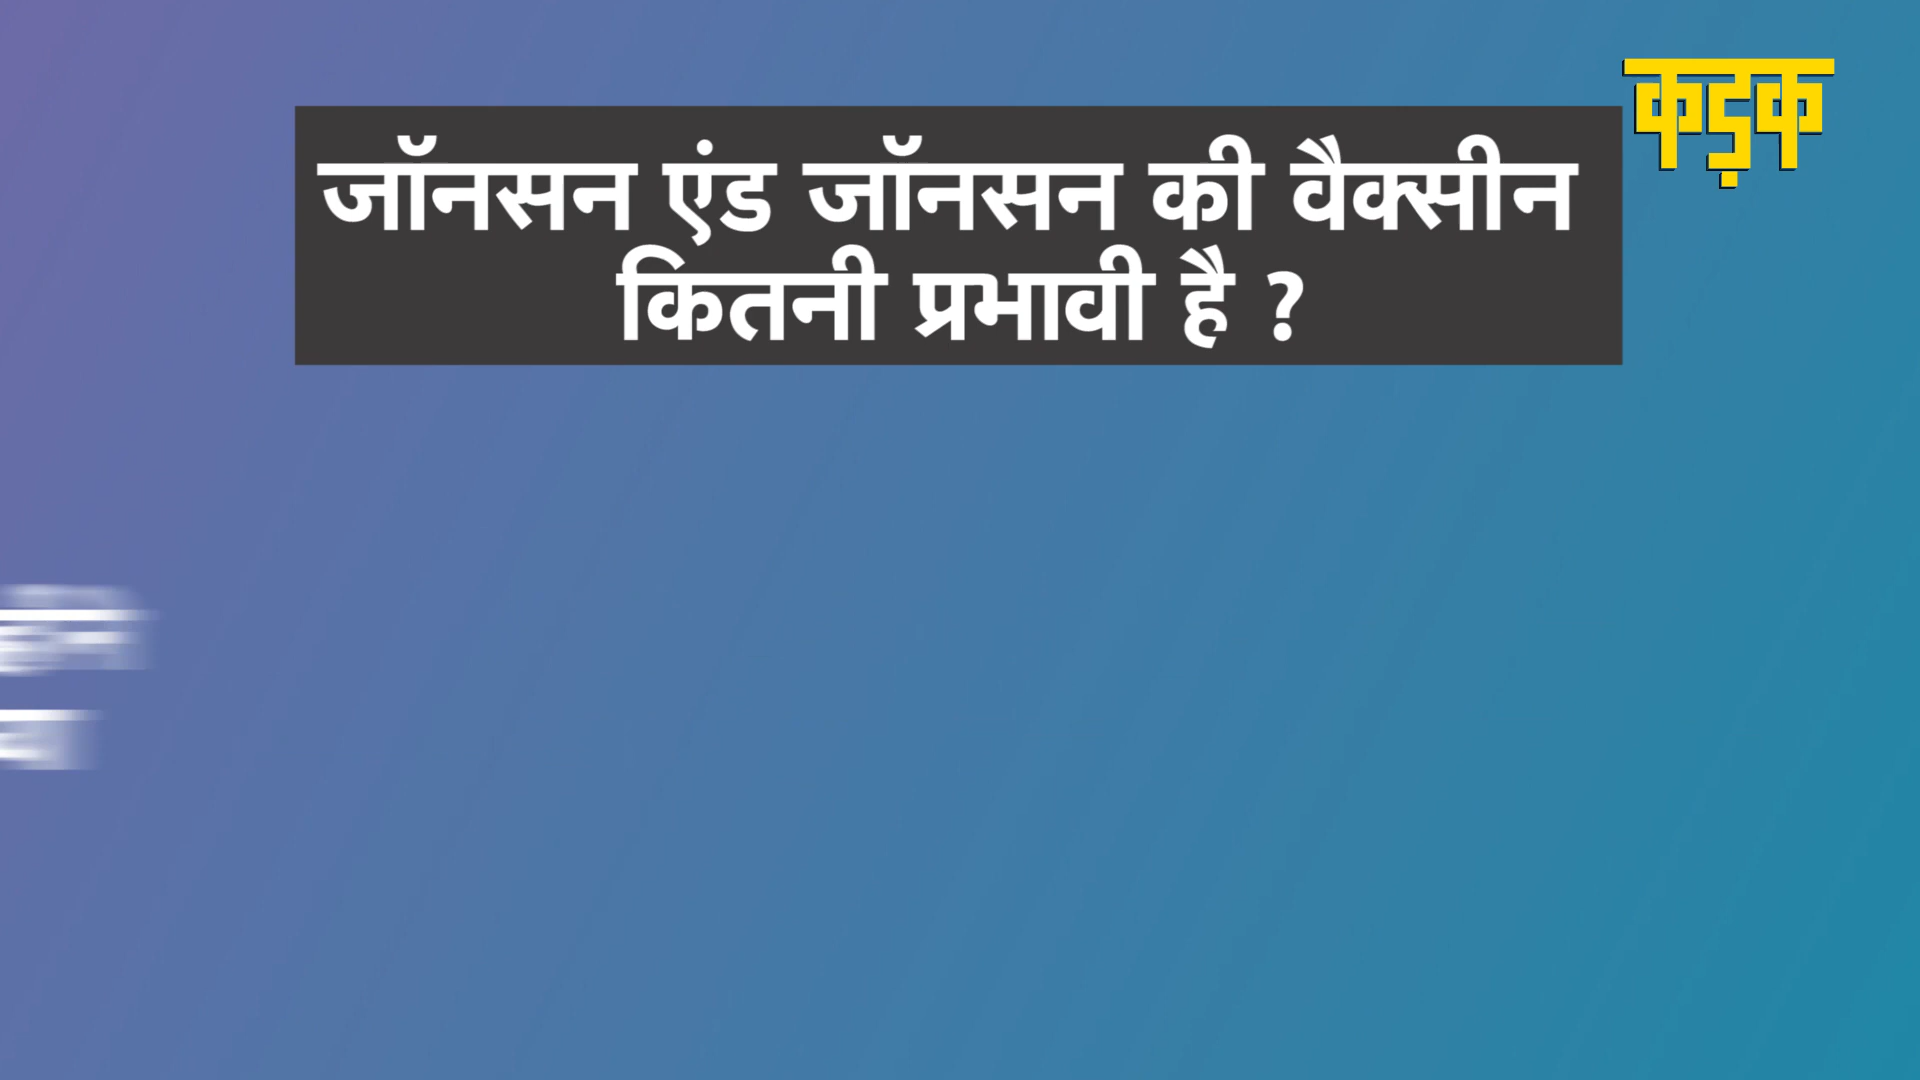 कड़क
जॉनसन एंड जॉनसन की वैक्सीन
कितनी प्रभावी है ?